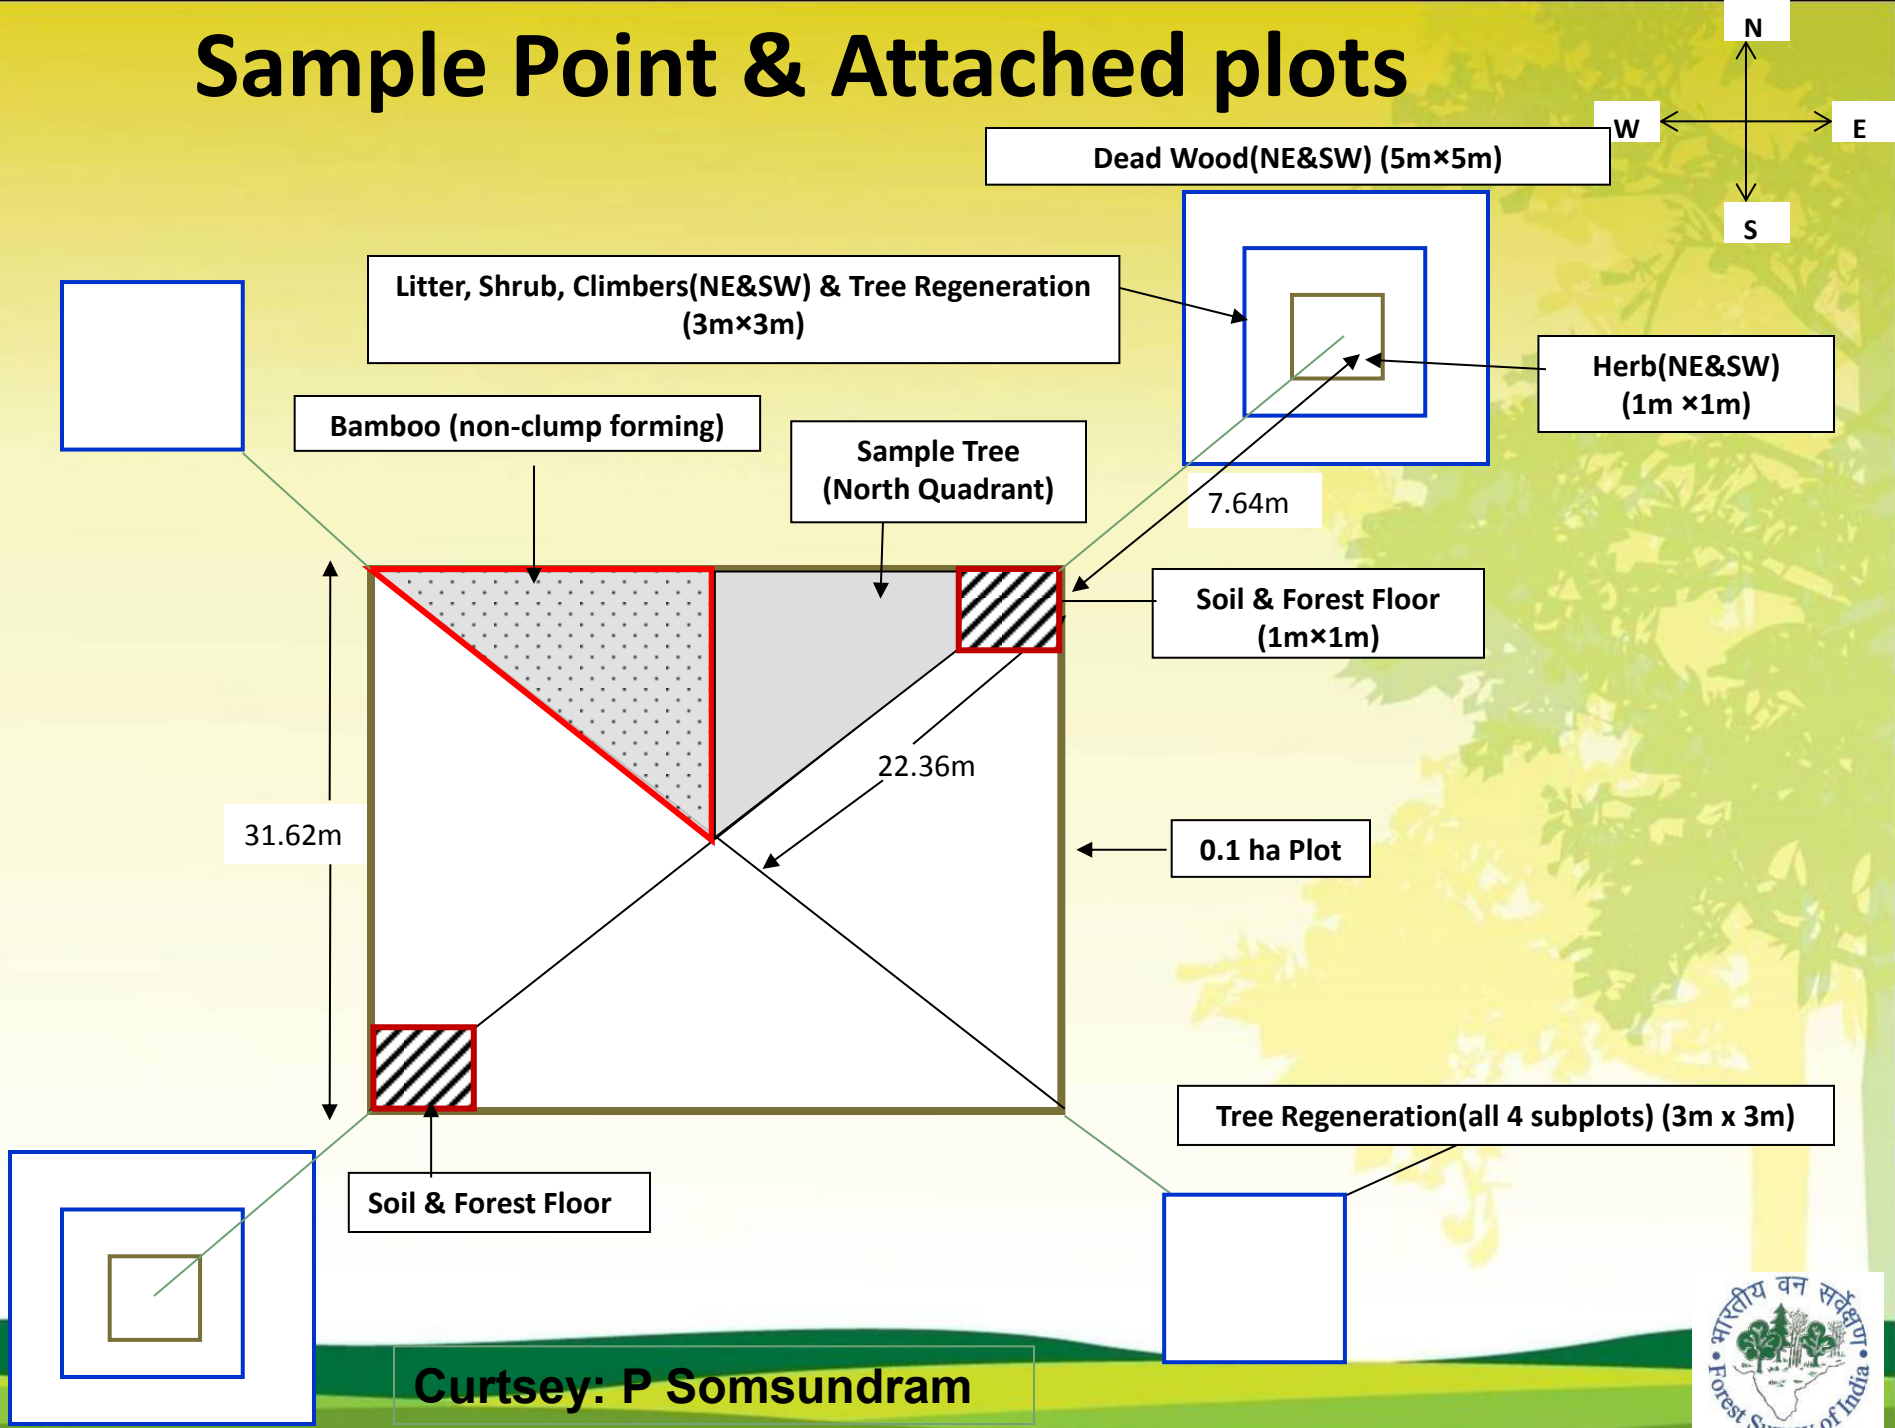 Sample Point & Attached plots
N
W
E
S
Dead Wood(NE&SW) (5m×5m)
Litter, Shrub, Climbers(NE&SW) & Tree Regeneration
(3m×3m)
Herb(NE&SW)
(1m ×1m)
Bamboo (non-clump forming)
Sample Tree
(North Quadrant)
7.64m
Soil & Forest Floor
(1m×1m)
22.36m
31.62m
0.1 ha Plot
Tree Regeneration(all 4 subplots) (3m x 3m)
Soil & Forest Floor
Curtsey: P Somsundram
भारतीय वन सर्वेक्षण
Forest Survey of India